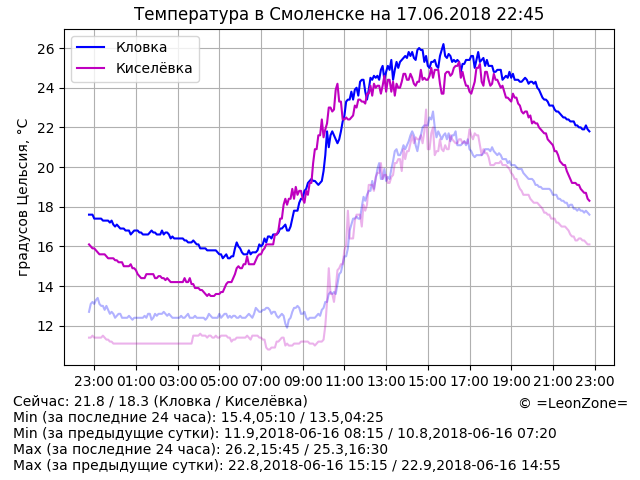 Температура в Смоленске на 17.06.2018 22:45
Кловка
Киселёвка
градусов Цельсия, °C
26
24
22
20
18
16
14
12
23:00 01:00 03:00 05:00 07:00 09:00 11:00 13:00 15:00 17:00 19:00 21:00 23:00
Сейчас: 21.8 / 18.3 (Кловка / Киселёвка)
© =LeonZone=
Min (за последние 24 часа): 15.4,05:10 / 13.5,04:25
Min (за предыдущие сутки): 11.9,2018-06-16 08:15 / 10.8,2018-06-16 07:20
Max (за последние 24 часа): 26.2,15:45 / 25.3,16:30
Max (за предыдущие сутки): 22.8,2018-06-16 15:15 / 22.9,2018-06-16 14:55